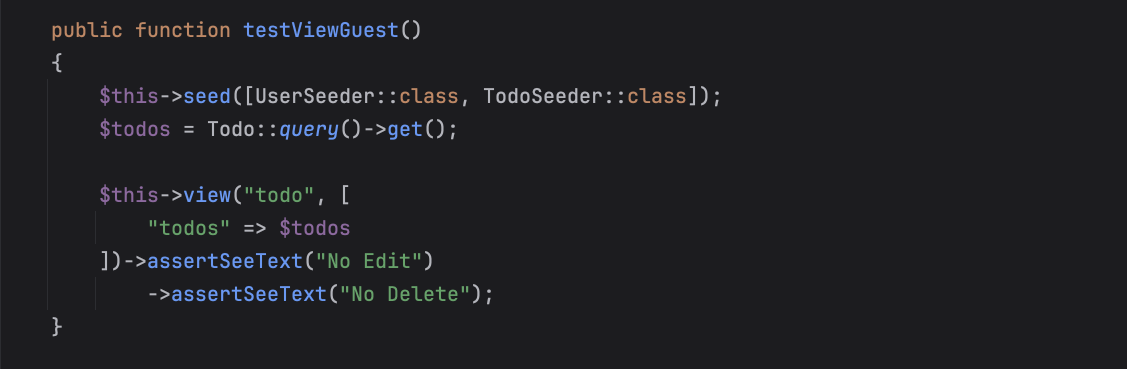 public function testViewGuest()
{
    $this->seed([UserSeeder::class, TodoSeeder::class]);
    $todos = Todo::query()->get();

    $this->view("todo", [
        "todos" => $todos
    ])->assertSeeText("No Edit")
        ->assertSeeText("No Delete");
}